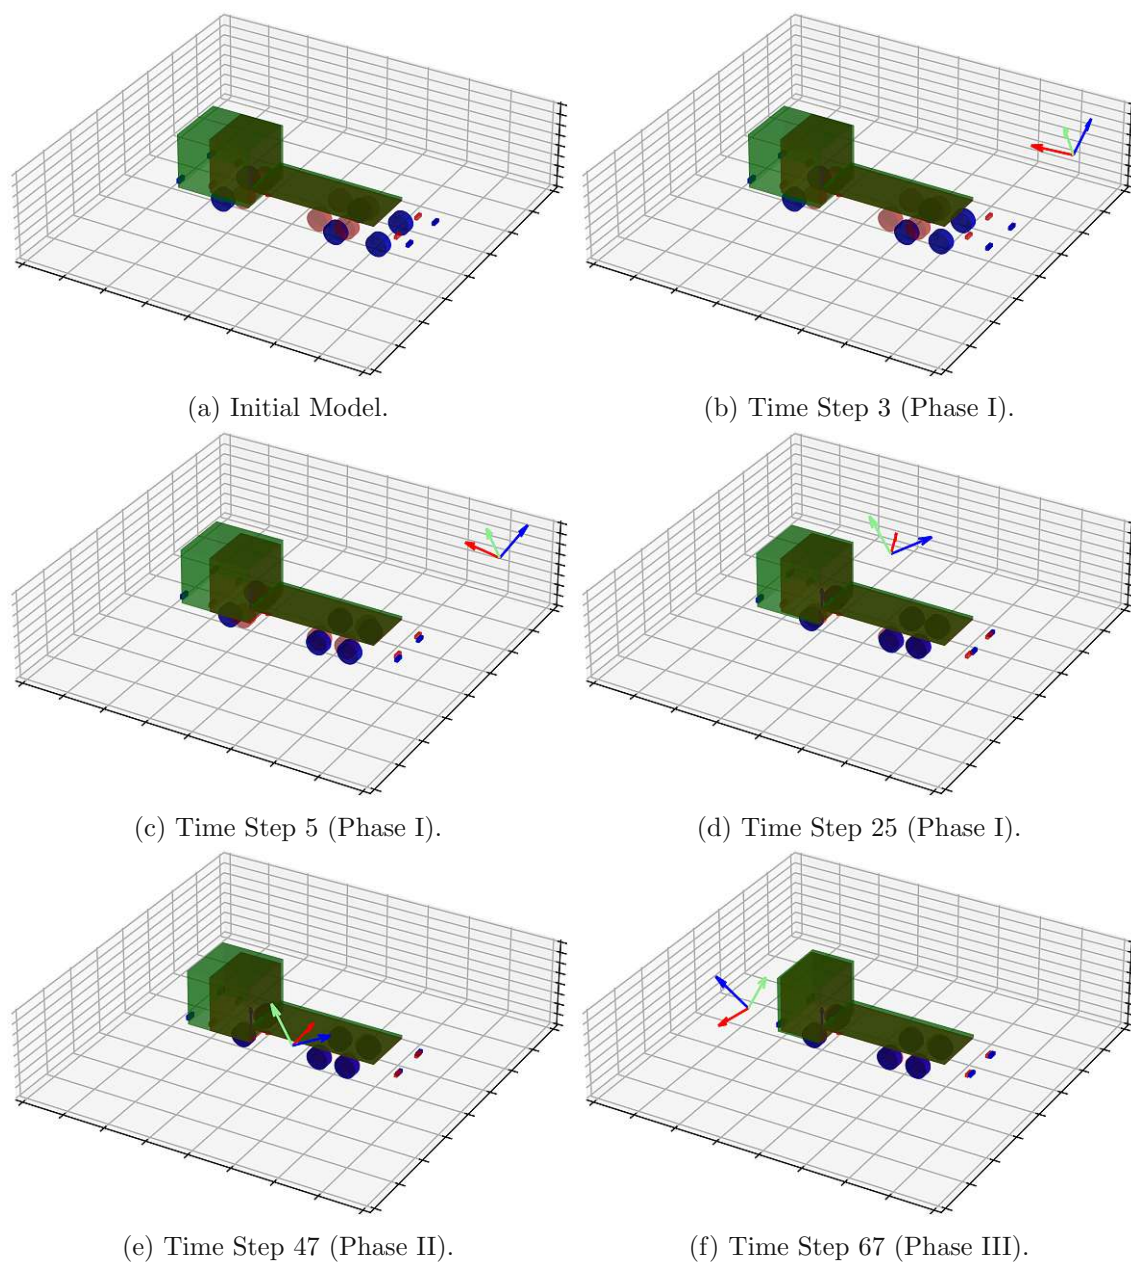 (a) Initial Model.
(b) Time Step 3 (Phase I).
(c) Time Step 5 (Phase I).
(d) Time Step 25 (Phase I).
(e) Time Step 47 (Phase II).
(f) Time Step 67 (Phase III).